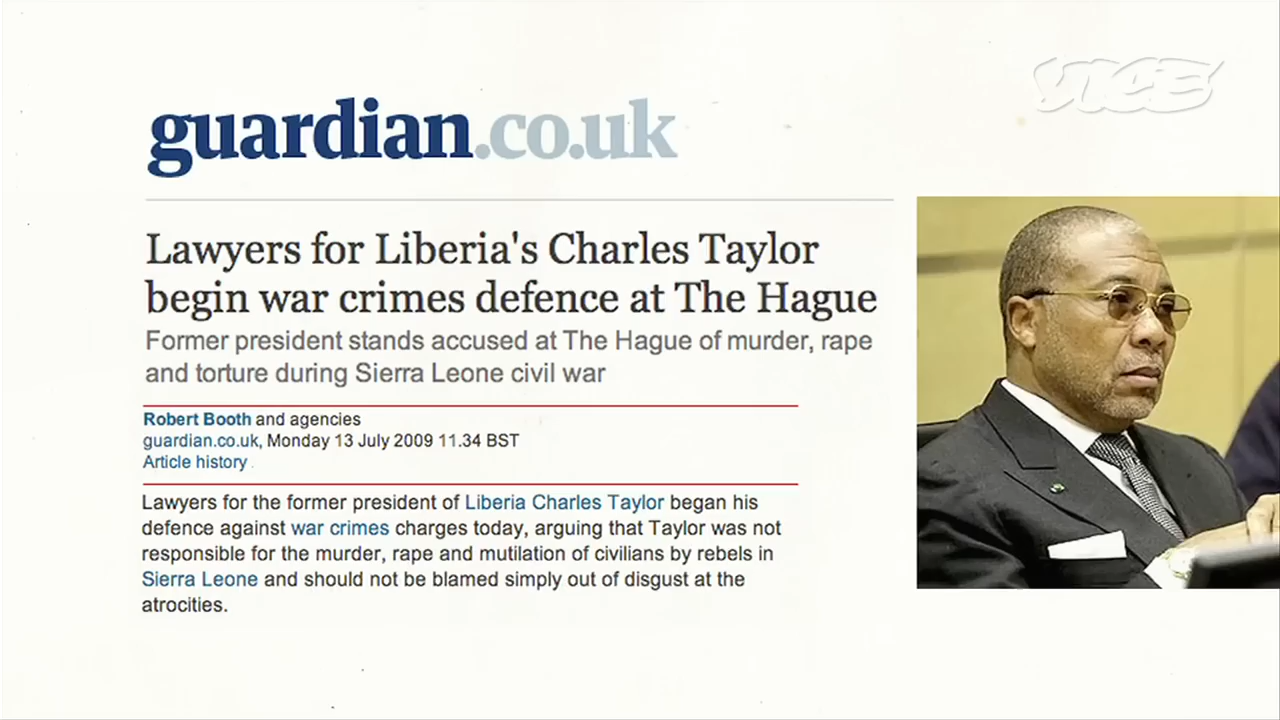 VICE
guardian.co.uk
Lawyers for Liberia's Charles Taylor
begin war crimes defence at The Hague
Former president stands accused at The Hague of murder, rape
and torture during Sierra Leone civil war
Robert Booth and agencies
guardian.co.uk, Monday 13 July 2009 11.34 BST
Article history
Lawyers for the former president of Liberia Charles Taylor began his
defence against war crimes charges today, arguing that Taylor was not
responsible for the murder, rape and mutilation of civilians by rebels in
Sierra Leone and should not be blamed simply out of disgust at the
atrocities.